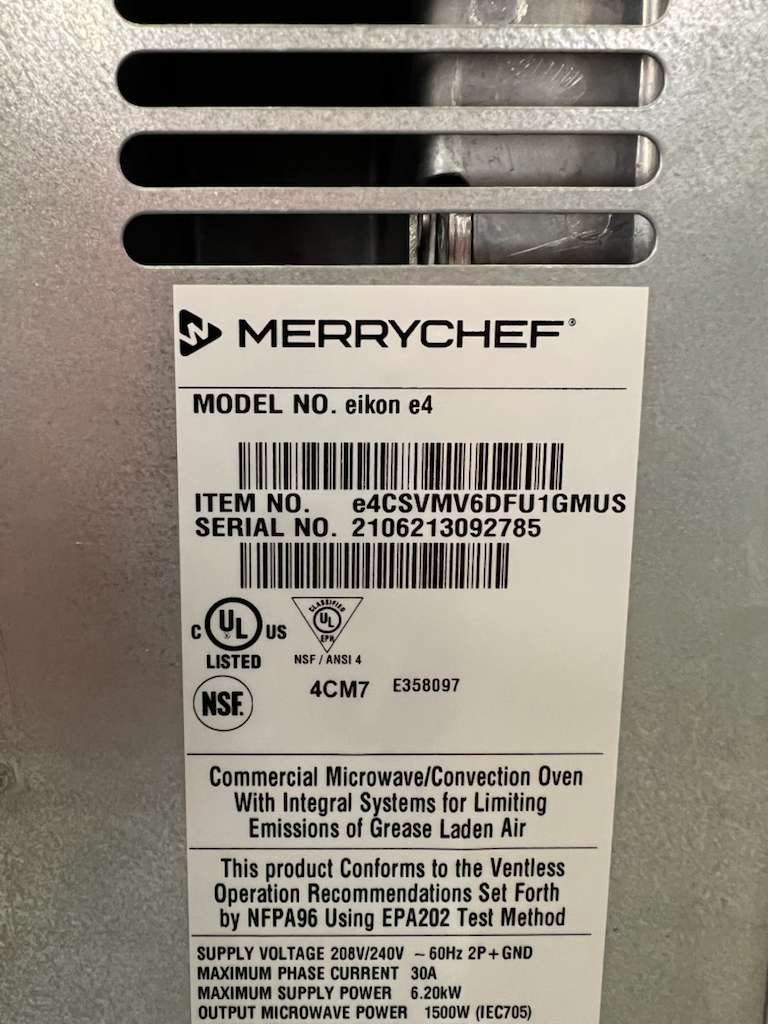 MERRYCHEF®
MODEL NO. eikon e4
ITEM NO. e4CSVMV6DFU1GMUS
SERIAL NO. 2106213092785
C UL US
LISTED
CLASSIFIED
UL
EPH
NSF / ANSI 4
4CM7 E358097
NSF.
Commercial Microwave/Convection Oven
With Integral Systems for Limiting
Emissions of Grease Laden Air
This product Conforms to the Ventless
Operation Recommendations Set Forth
by NFPA96 Using EPA202 Test Method
SUPPLY VOLTAGE 208V/240V ~ 60Hz 2P+GND
MAXIMUM PHASE CURRENT 30A
MAXIMUM SUPPLY POWER 6.20kW
OUTPUT MICROWAVE POWER 1500W (IEC705)